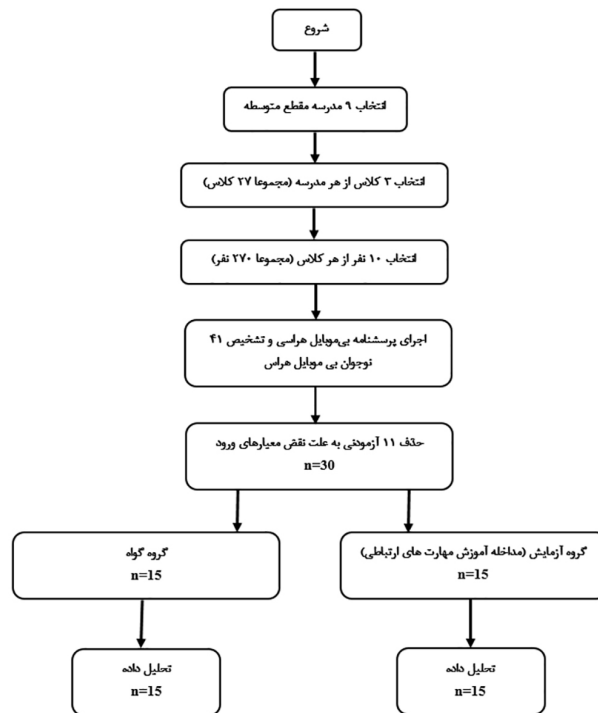 شروع
انتخاب ۹ مدرسه مقطع متوسطه
انتخاب ۳ کلاس از هر مدرسه (مجموعا ۲۷ کلاس)
انتخاب ۱۰ نفر از هر کلاس (مجموعا ۲۷۰ نفر)
اجرای پرسشنامه بی‌موبایل هراسی و تشخیص ۴۱
نوجوان بی موبایل هراس
حذف ۱۱ آزمودنی به علت نقض معیارهای ورود
n=30
گروه آزمایش (مداخله آموزش مهارت های ارتباطی)
n=15
گروه گواه
n=15
تحلیل داده
n=15
تحلیل داده
n=15